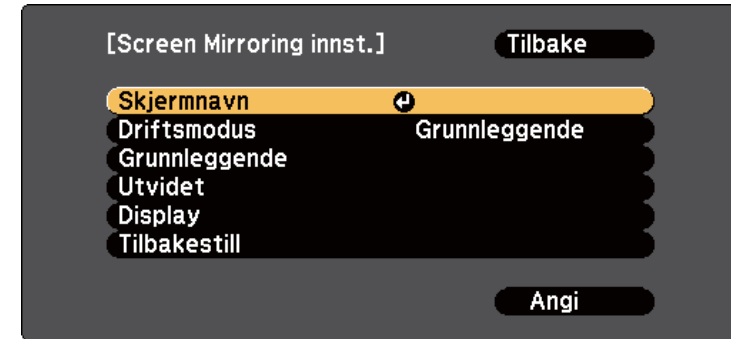 [Screen Mirroring innst.] Tilbake
Skjermnavn
Driftsmodus Grunnleggende
Grunnleggende
Utvidet
Display
Tilbakestill
Angi